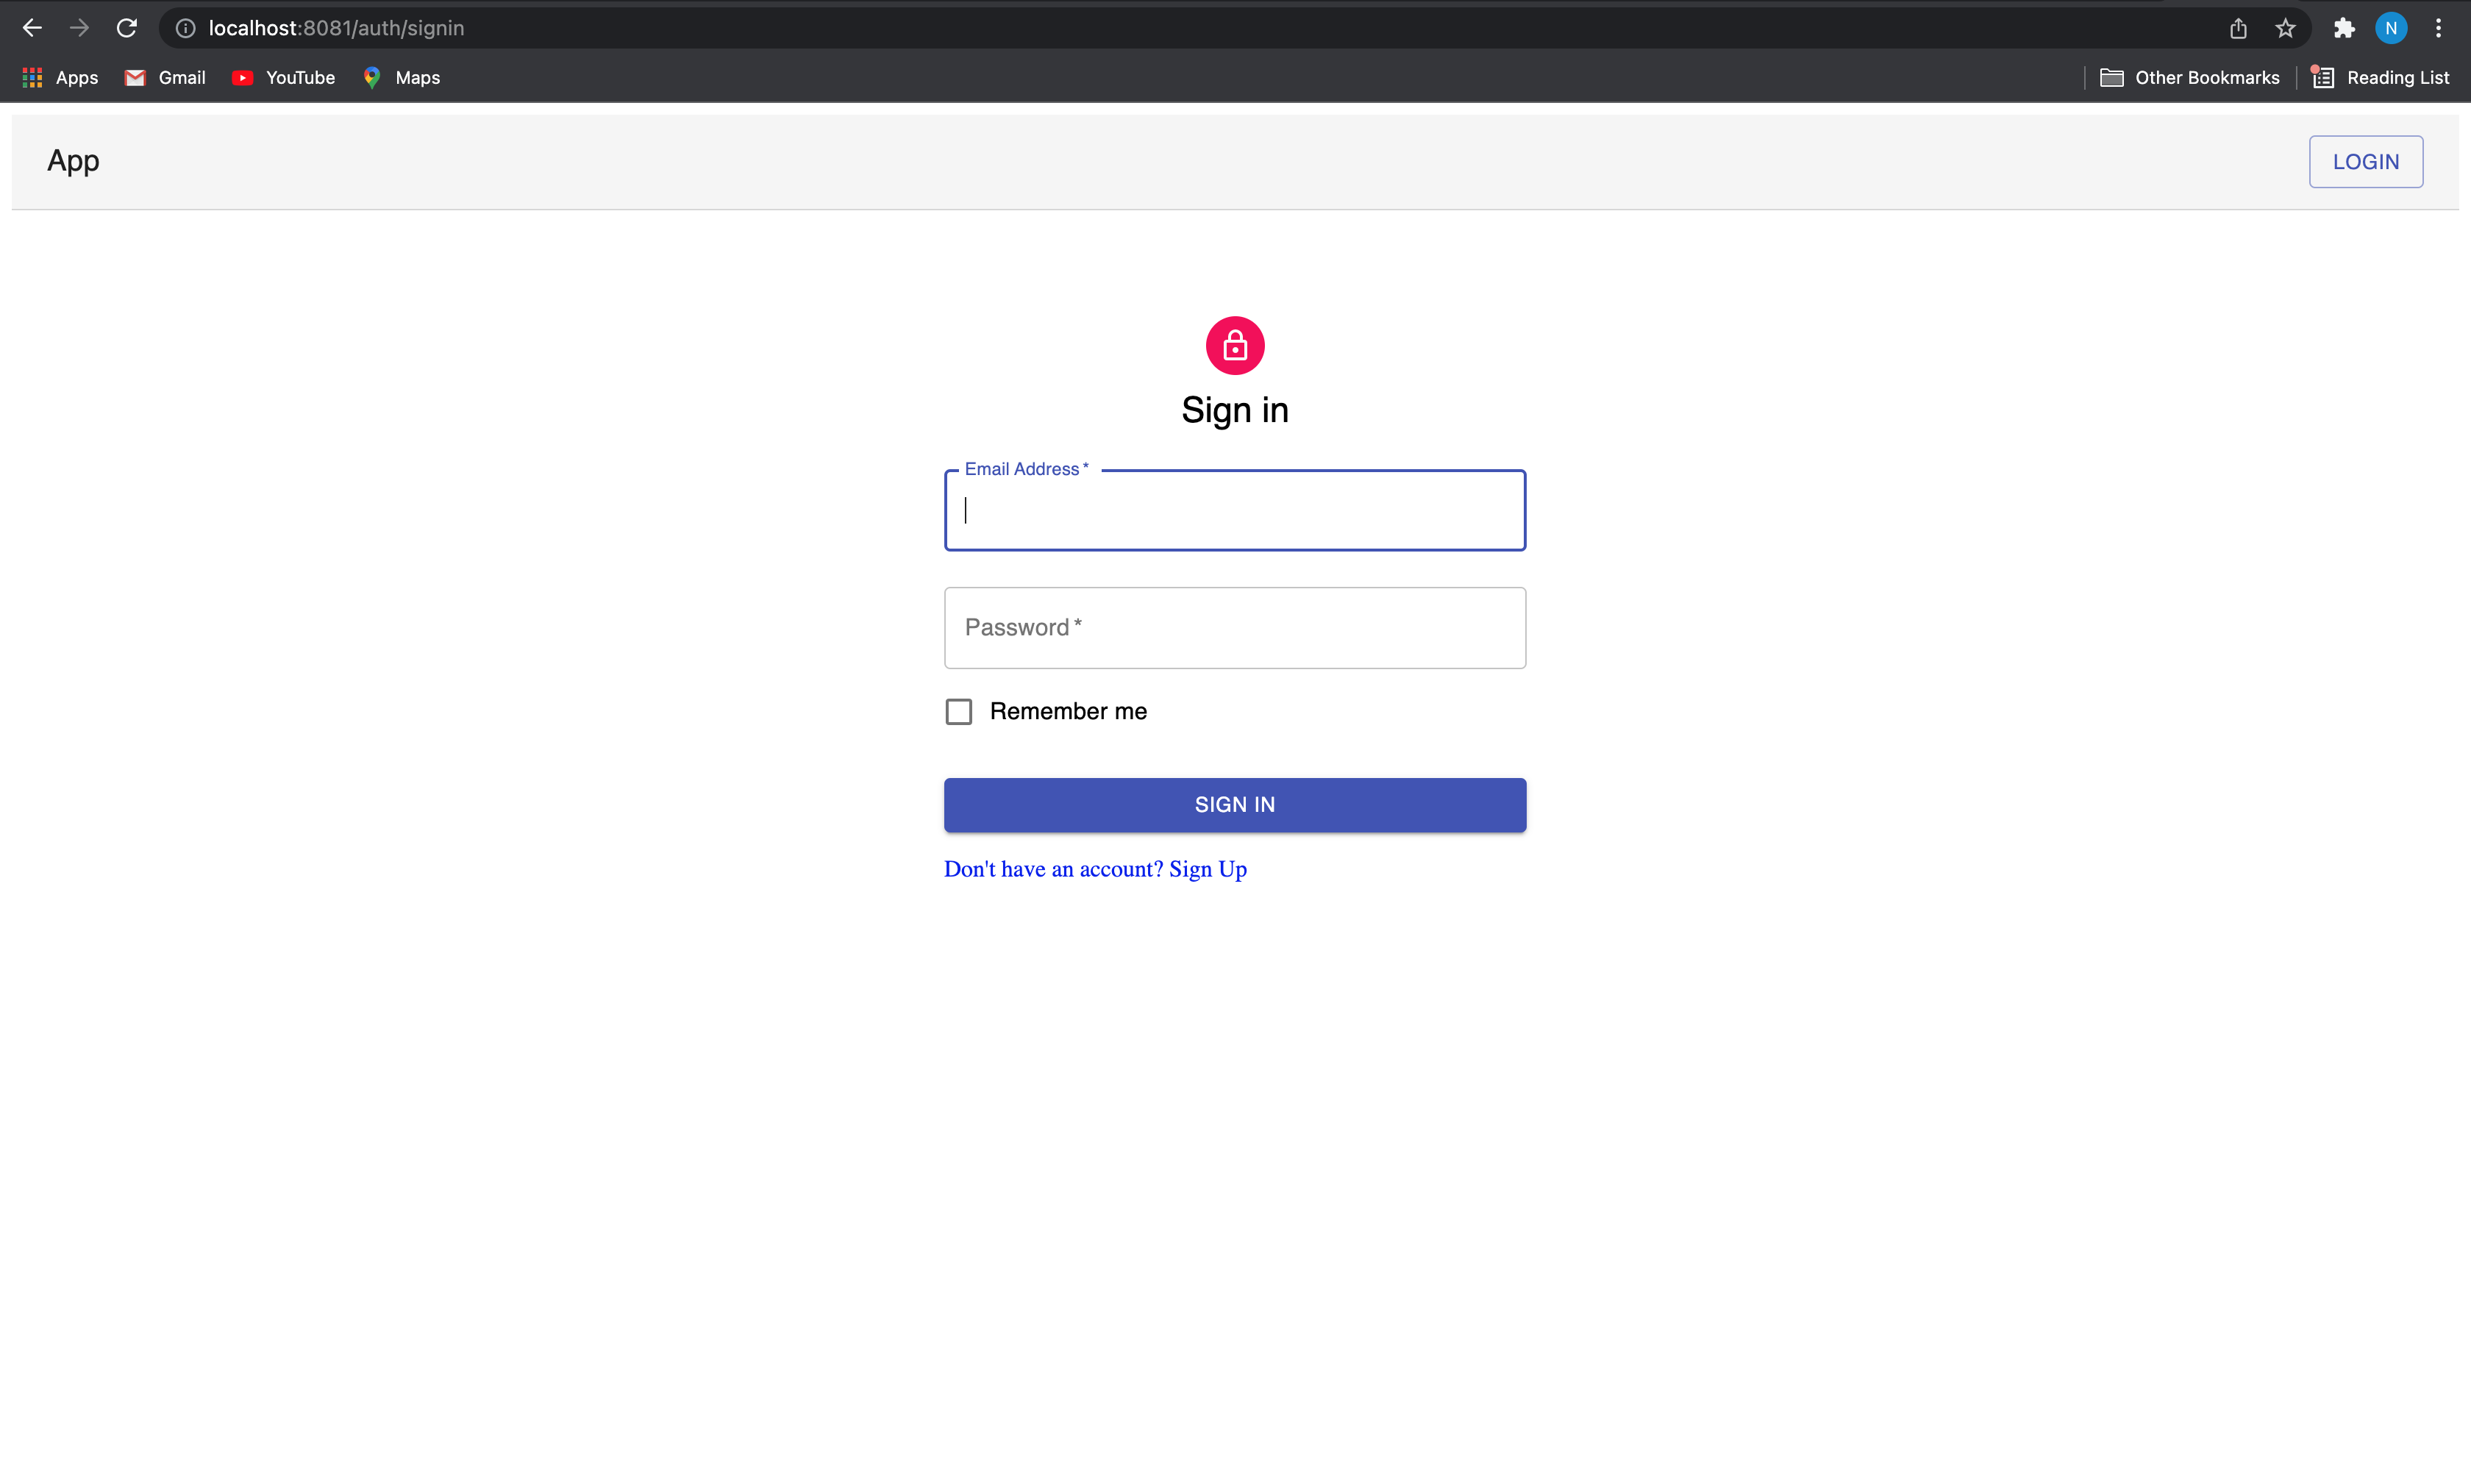 localhost:8081/auth/signin
N
Apps Gmail YouTube Maps Other Bookmarks Reading List
App LOGIN
Sign in
Email Address *
Password *
Remember me
SIGN IN
Don't have an account? Sign Up